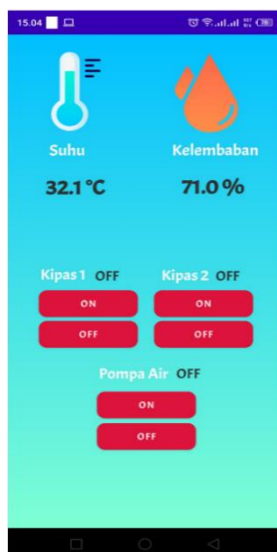 15.04
Suhu Kelembaban
32.1 °C 71.0 %
Kipas 1 OFF Kipas 2 OFF
ON ON
OFF OFF
Pompa Air OFF
ON
OFF